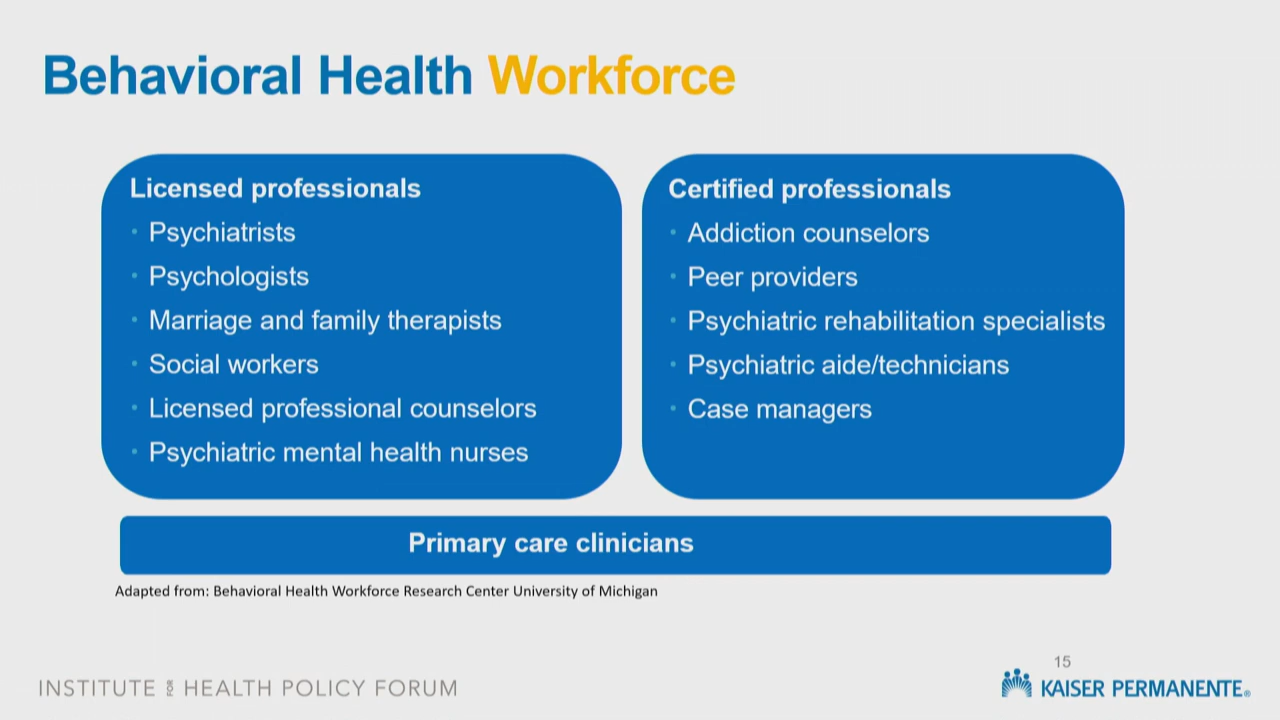 Behavioral Health Workforce
Licensed professionals
· Psychiatrists
· Psychologists
· Marriage and family therapists
· Social workers
· Licensed professional counselors
· Psychiatric mental health nurses
Certified professionals
· Addiction counselors
· Peer providers
· Psychiatric rehabilitation specialists
· Psychiatric aide/technicians
· Case managers
Primary care clinicians
Adapted from: Behavioral Health Workforce Research Center University of Michigan
15
INSTITUTE FOR HEALTH POLICY FORUM
KAISER PERMANENTE®